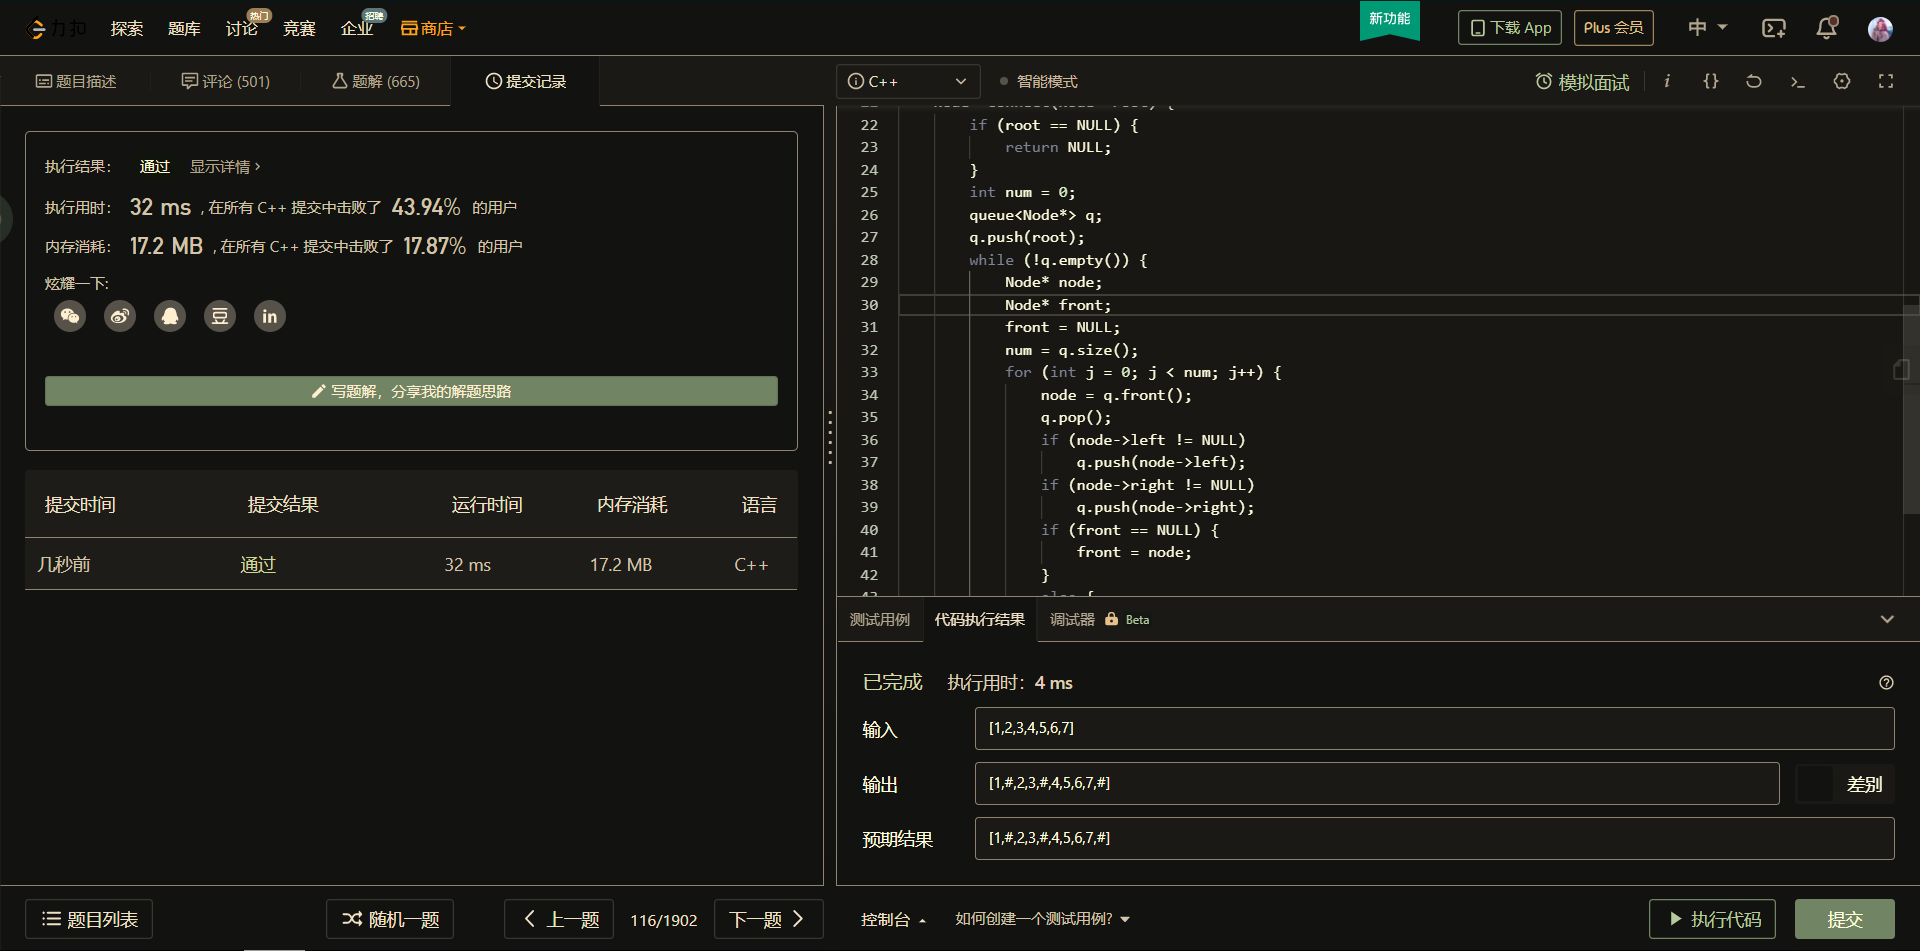 力扣
探索
题库
讨论
热门
竞赛
企业
招聘
商店
新功能
下载 App
Plus 会员
中
题目描述
评论 (501)
题解 (665)
提交记录
执行结果：
通过
显示详情 ›
执行用时：
32 ms
, 在所有 C++ 提交中击败了
43.94%
的用户
内存消耗：
17.2 MB
, 在所有 C++ 提交中击败了
17.87%
的用户
炫耀一下:
豆
in
写题解，分享我的解题思路
提交时间
提交结果
运行时间
内存消耗
语言
几秒前
通过
32 ms
17.2 MB
C++
C++
智能模式
模拟面试
i
{}
22 if (root == NULL) {
23 return NULL;
24 }
25 int num = 0;
26 queue<Node*> q;
27 q.push(root);
28 while (!q.empty()) {
29 Node* node;
30 Node* front;
31 front = NULL;
32 num = q.size();
33 for (int j = 0; j < num; j++) {
34 node = q.front();
35 q.pop();
36 if (node->left != NULL)
37 q.push(node->left);
38 if (node->right != NULL)
39 q.push(node->right);
40 if (front == NULL) {
41 front = node;
42 }
测试用例
代码执行结果
调试器
Beta
已完成
执行用时：4 ms
输入
[1,2,3,4,5,6,7]
输出
[1,#,2,3,#,4,5,6,7,#]
差别
预期结果
[1,#,2,3,#,4,5,6,7,#]
题目列表
随机一题
上一题
116/1902
下一题
控制台
如何创建一个测试用例?
执行代码
提交